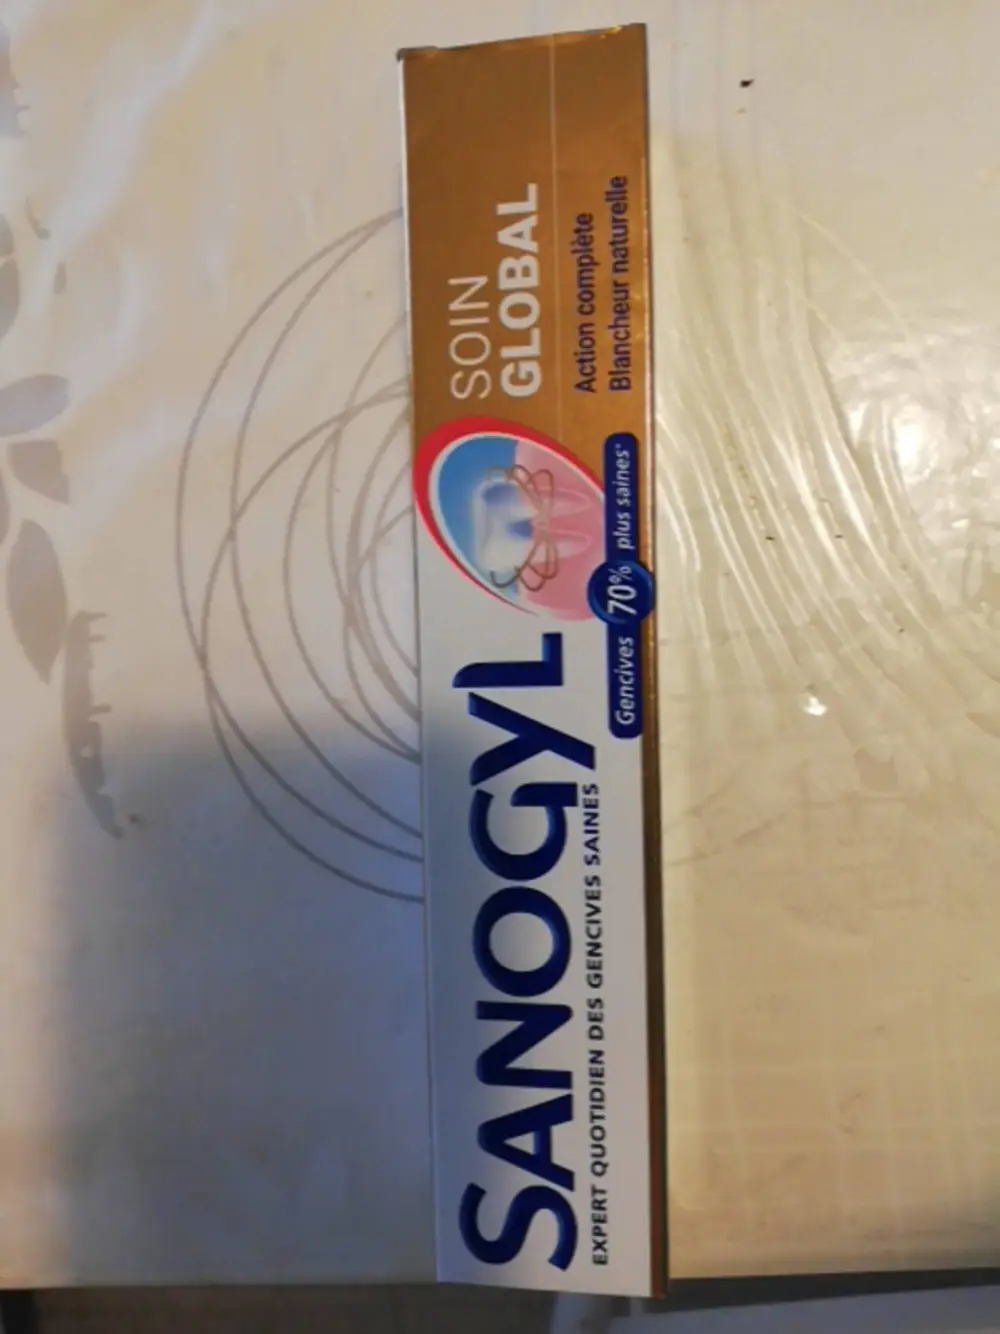 SANOGYL
EXPERT QUOTIDIEN DES GENCIVES SAINES
Gencives 70% plus saines*
SOIN
GLOBAL
Action complète
Blancheur naturelle